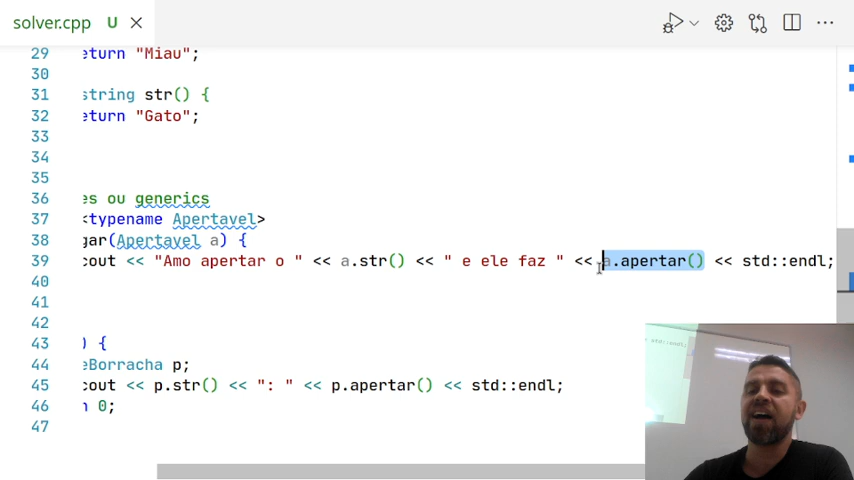 solver.cpp U
29 eturn "Miau";
30
31 string str() {
32 eturn "Gato";
33
34
35
36 es ou generics
37 <typename Apertavel>
38 gar(Apertavel a) {
39 cout << "Amo apertar o " << a.str() << " e ele faz " << a.apertar() << std::endl;
40
41
42
43 ) {
44 eBorracha p;
45 cout << p.str() << ": " << p.apertar() << std::endl;
46 n 0;
47